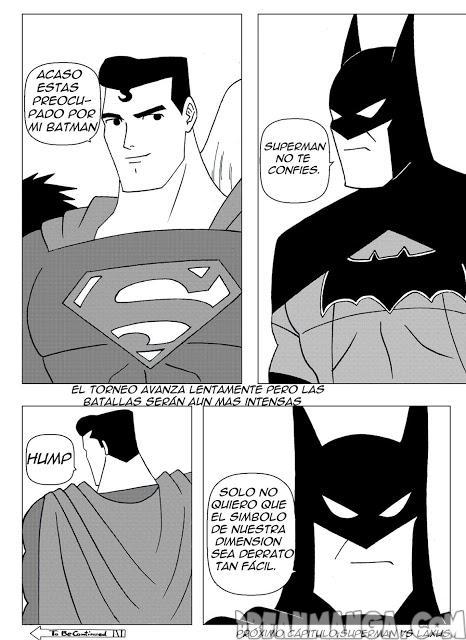 SUPERMAN
NO TE
CONFIES.
ACASO
ESTAS
PREOCU-
PADO POR
MI BATMAN
EL TORNEO AVANZA LENTAMENTE PERO LAS
BATALLAS SERÁN AUN MAS INTENSAS
SOLO NO
QUIERO QUE
EL SIMBOLO
DE NUESTRA
DIMENSION
SEA DERRATO
TAN FÁCIL.
HUMP
To Be Continued
PRÓXIMO CAPITULO SUPERMAN VS LAXUS